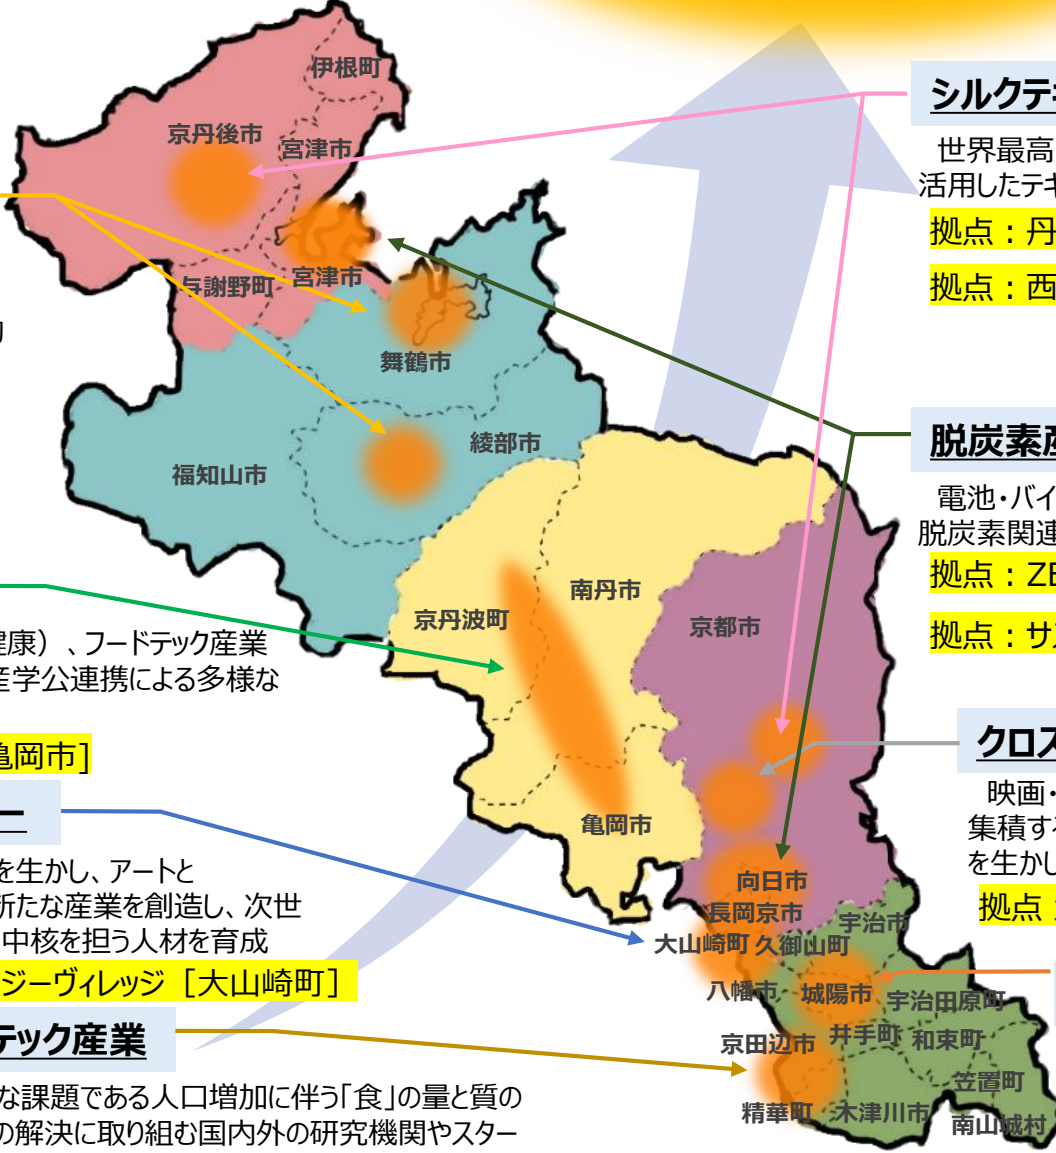 伊根町
京丹後市
宮津市
与謝野町
宮津市
舞鶴市
綾部市
福知山市
南丹市
京丹波町
京都市
亀岡市
向日市
長岡京市
宇治市
大山崎町
久御山町
八幡市
城陽市
宇治田原町
京田辺市
井手町
和束町
笠置町
精華町
木津川市
南山城村
シルクテキ
世界最高
活用したテキ
拠点：丹
拠点：西
脱炭素産
電池・バイ
脱炭素関連
拠点：ZE
拠点：サス
クロス
映画・
集積する
を生かし
拠点：
健康）、フードテック産業
産学公連携による多様な
亀岡市]
ー
を生かし、アートと
新たな産業を創造し、次世
中核を担う人材を育成
ジーヴィレッジ［大山崎町］
テック産業
な課題である人口増加に伴う「食」の量と質の
の解決に取り組む国内外の研究機関やスター